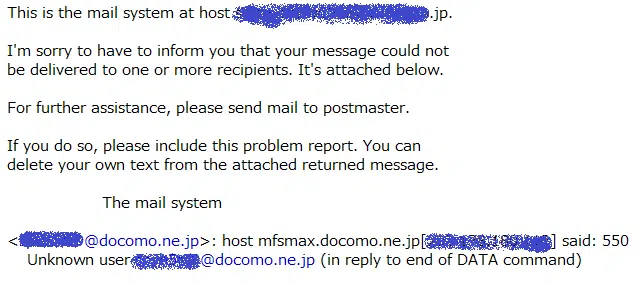 This is the mail system at host .jp.
I'm sorry to have to inform you that your message could not
be delivered to one or more recipients. It's attached below.
For further assistance, please send mail to postmaster.
If you do so, please include this problem report. You can
delete your own text from the attached returned message.
The mail system
<@docomo.ne.jp>: host mfsmax.docomo.ne.jp[] said: 550
Unknown user @docomo.ne.jp (in reply to end of DATA command)